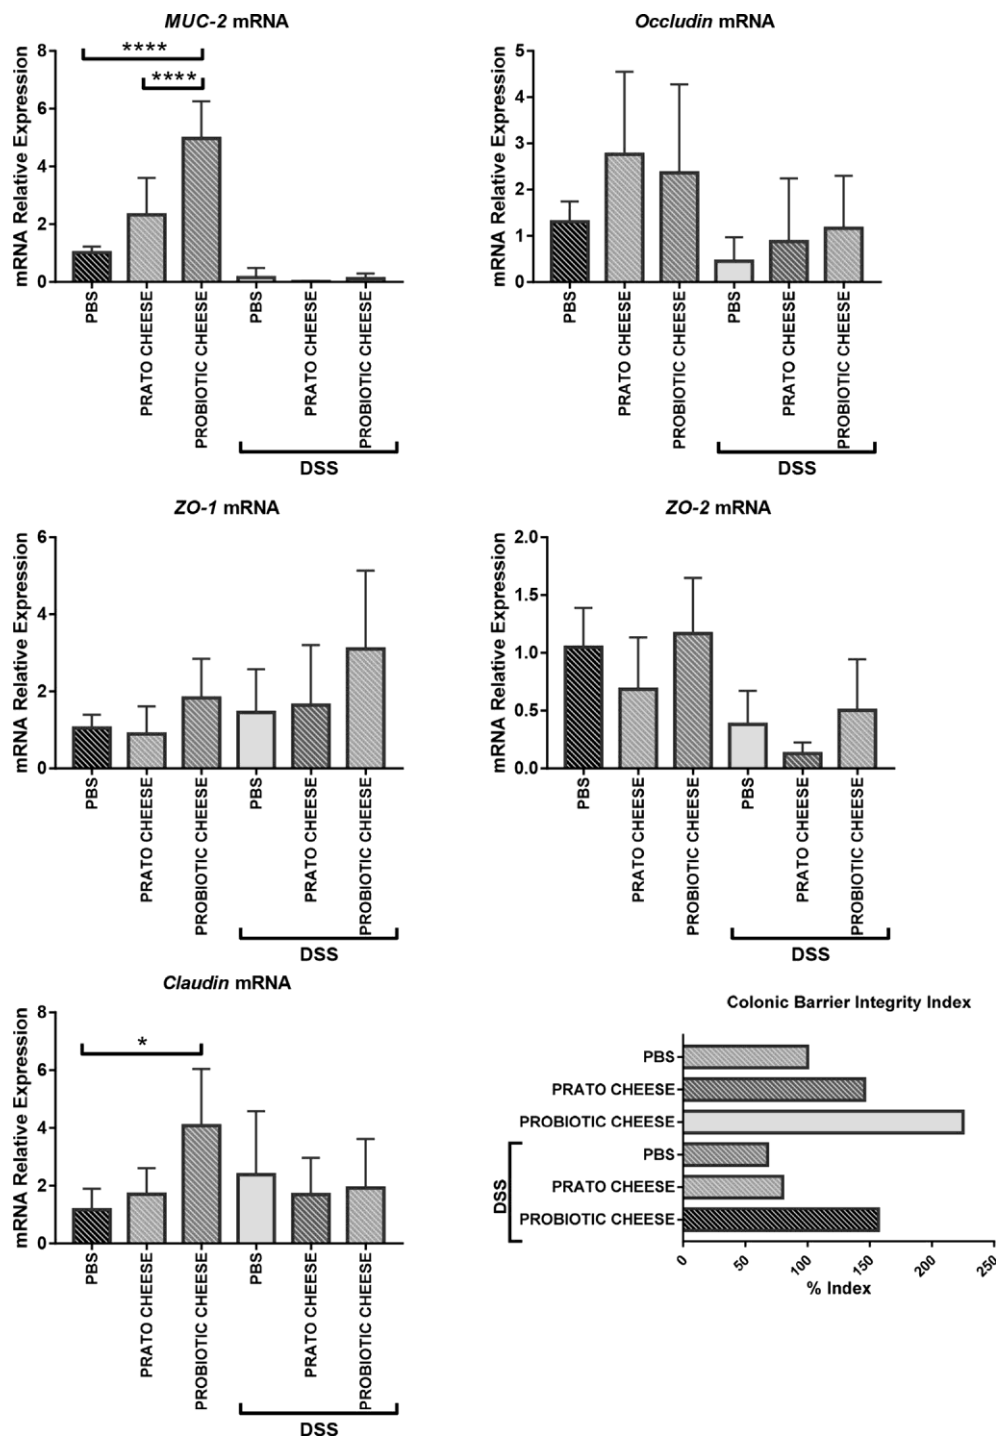 MUC-2 mRNA
mRNA Relative Expression
8
6
4
2
0
****
****
PBS
PRATO CHEESE
PROBIOTIC CHEESE
PBS
PRATO CHEESE
PROBIOTIC CHEESE
DSS
Occludin mRNA
mRNA Relative Expression
5
4
3
2
1
0
PBS
PRATO CHEESE
PROBIOTIC CHEESE
PBS
PRATO CHEESE
PROBIOTIC CHEESE
DSS
ZO-1 mRNA
mRNA Relative Expression
6
4
2
0
PBS
PRATO CHEESE
PROBIOTIC CHEESE
PBS
PRATO CHEESE
PROBIOTIC CHEESE
DSS
ZO-2 mRNA
mRNA Relative Expression
2.0
1.5
1.0
0.5
0.0
PBS
PRATO CHEESE
PROBIOTIC CHEESE
PBS
PRATO CHEESE
PROBIOTIC CHEESE
DSS
Claudin mRNA
mRNA Relative Expression
8
6
4
2
0
*
PBS
PRATO CHEESE
PROBIOTIC CHEESE
PBS
PRATO CHEESE
PROBIOTIC CHEESE
DSS
Colonic Barrier Integrity Index
PBS
PRATO CHEESE
PROBIOTIC CHEESE
PBS
PRATO CHEESE
PROBIOTIC CHEESE
DSS
0
50
100
150
200
250
% Index